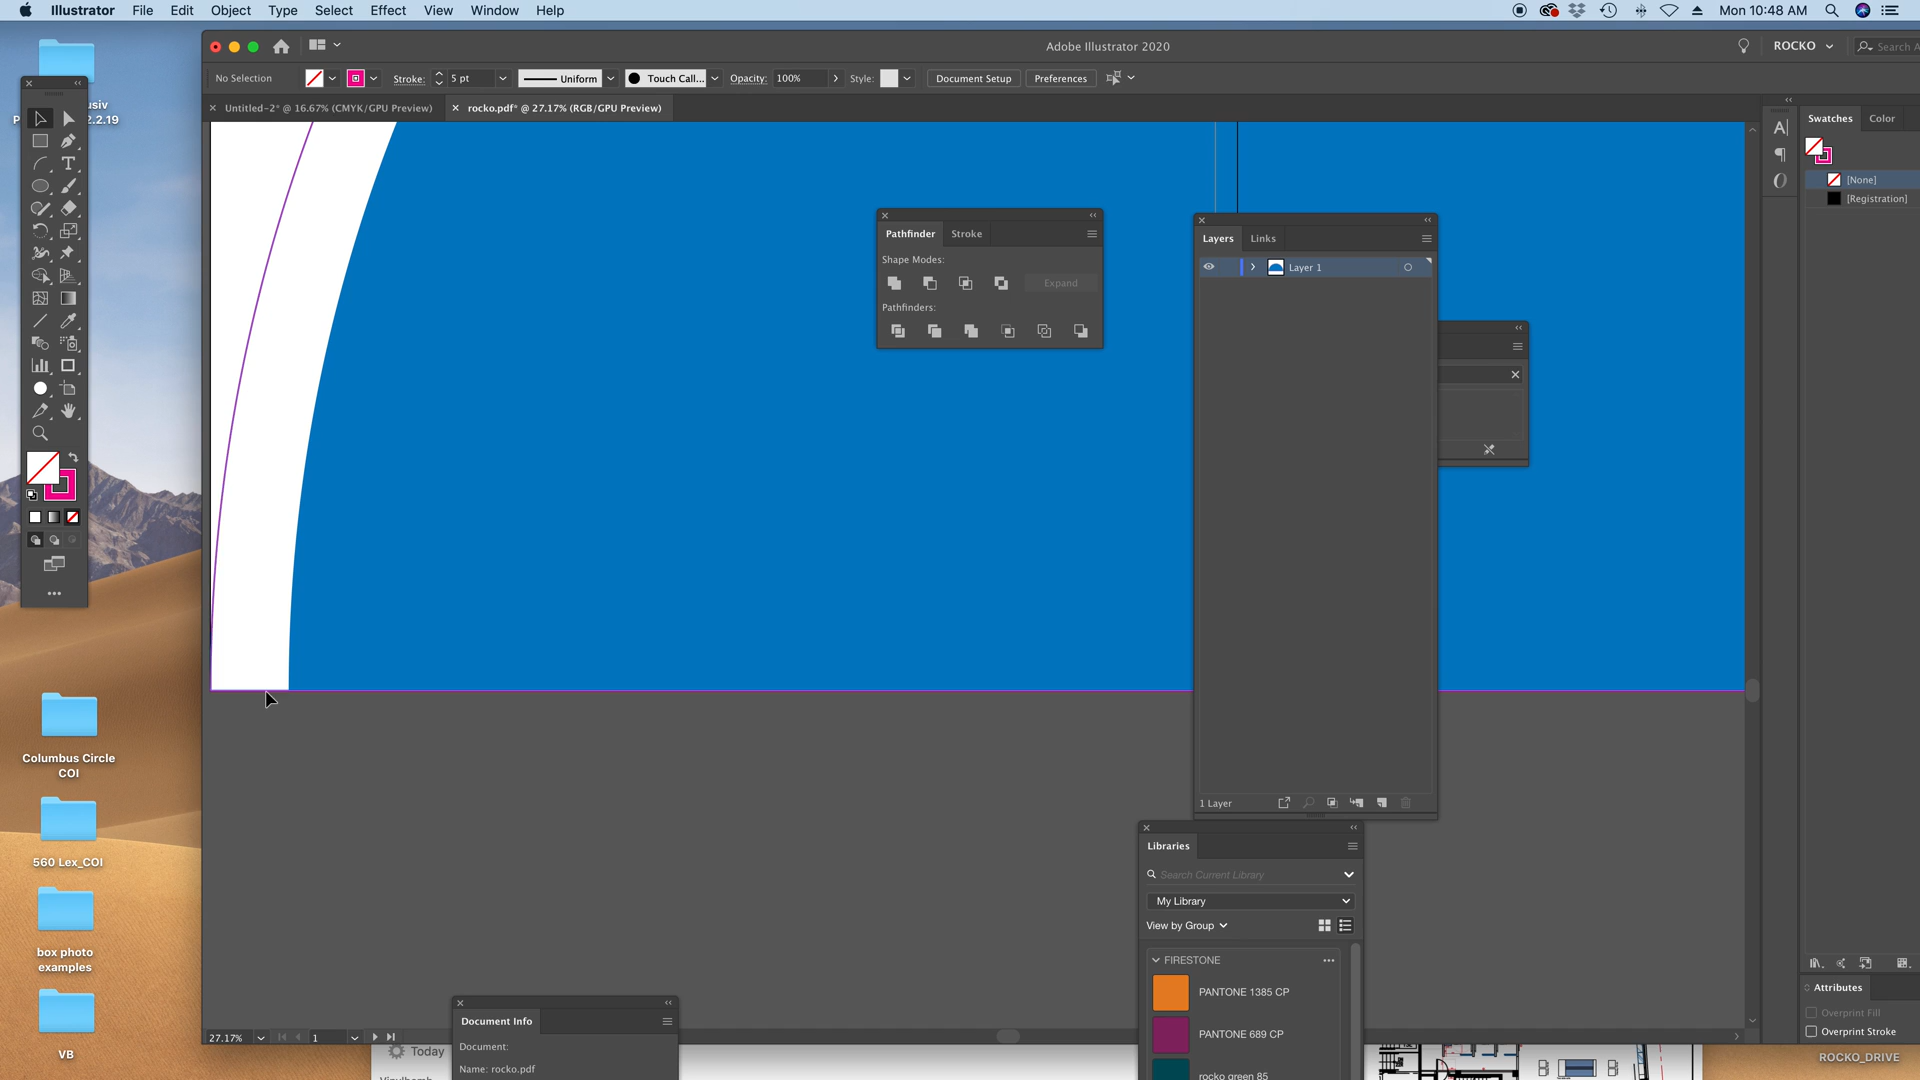 Illustrator File Edit Object Type Select Effect View Window Help
Mon 10:48 AM
Adobe Illustrator 2020
ROCKO
Search A
No Selection
Stroke:
5 pt
Uniform
Touch Call...
Opacity:
100%
Style:
Document Setup
Preferences
Untitled-2* @ 16.67% (CMYK/GPU Preview)
rocko.pdf* @ 27.17% (RGB/GPU Preview)
usiv
P
2.2.19
Swatches
Color
[None]
[Registration]
Pathfinder
Stroke
Shape Modes:
Expand
Pathfinders:
Layers
Links
Layer 1
1 Layer
Columbus Circle
COI
560 Lex_COI
box photo
examples
VB
Libraries
Search Current Library
My Library
View by Group
FIRESTONE
PANTONE 1385 CP
PANTONE 689 CP
rocko green 85
Attributes
Overprint Fill
Overprint Stroke
ROCKO_DRIVE
27.17%
1
Today
Document Info
Document:
Name: rocko.pdf